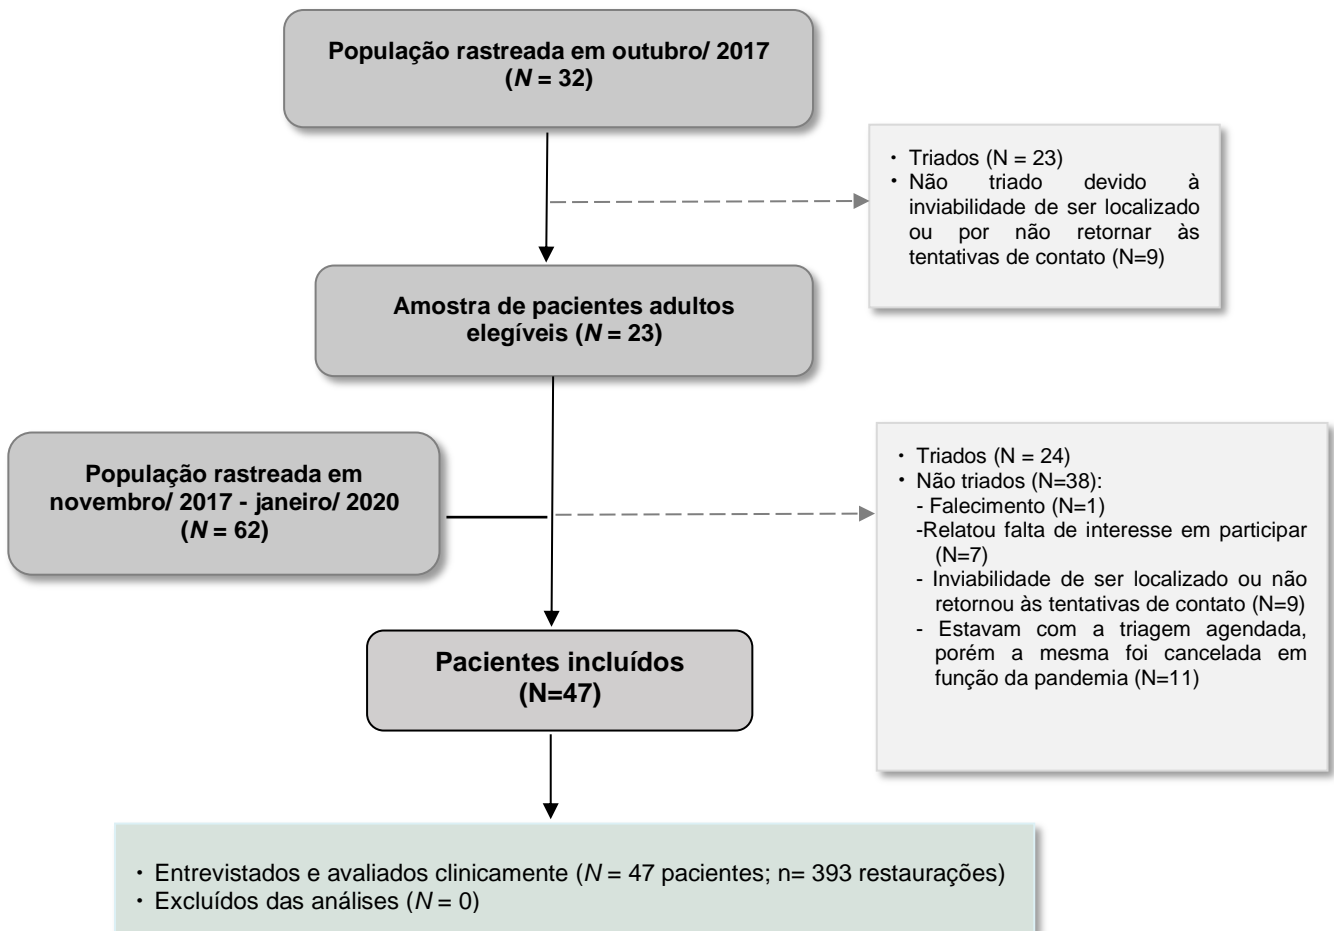 População rastreada em outubro/ 2017
(N = 32)
• Triados (N = 23)
• Não triado devido à
inviabilidade de ser localizado
ou por não retornar às
tentativas de contato (N=9)
Amostra de pacientes adultos
elegíveis (N = 23)
População rastreada em
novembro/ 2017 - janeiro/ 2020
(N = 62)
• Triados (N = 24)
• Não triados (N=38):
- Falecimento (N=1)
-Relatou falta de interesse em participar
(N=7)
- Inviabilidade de ser localizado ou não
retornou às tentativas de contato (N=9)
- Estavam com a triagem agendada,
porém a mesma foi cancelada em
função da pandemia (N=11)
Pacientes incluídos
(N=47)
• Entrevistados e avaliados clinicamente (N = 47 pacientes; n= 393 restaurações)
• Excluídos das análises (N = 0)